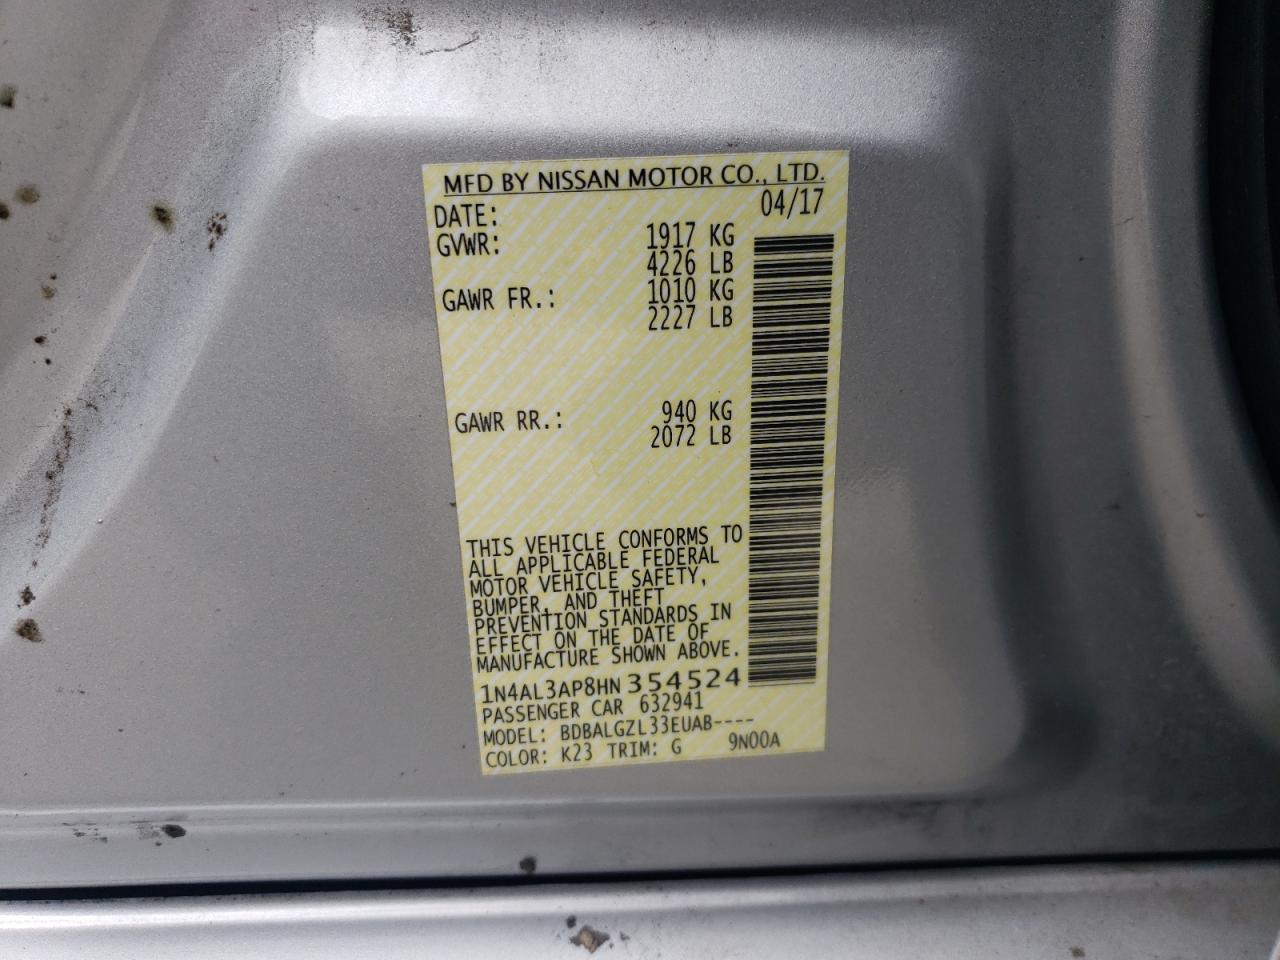 MFD BY NISSAN MOTOR CO., LTD.
DATE: 04/17
GVWR: 1917 KG
4226 LB
GAWR FR.: 1010 KG
2227 LB
GAWR RR.: 940 KG
2072 LB
THIS VEHICLE CONFORMS TO
ALL APPLICABLE FEDERAL
MOTOR VEHICLE SAFETY,
BUMPER, AND THEFT
PREVENTION STANDARDS IN
EFFECT ON THE DATE OF
MANUFACTURE SHOWN ABOVE.
1N4AL3AP8HN354524
PASSENGER CAR 632941
MODEL: BDBALGZL33EUAB----
COLOR: K23 TRIM: G 9N00A